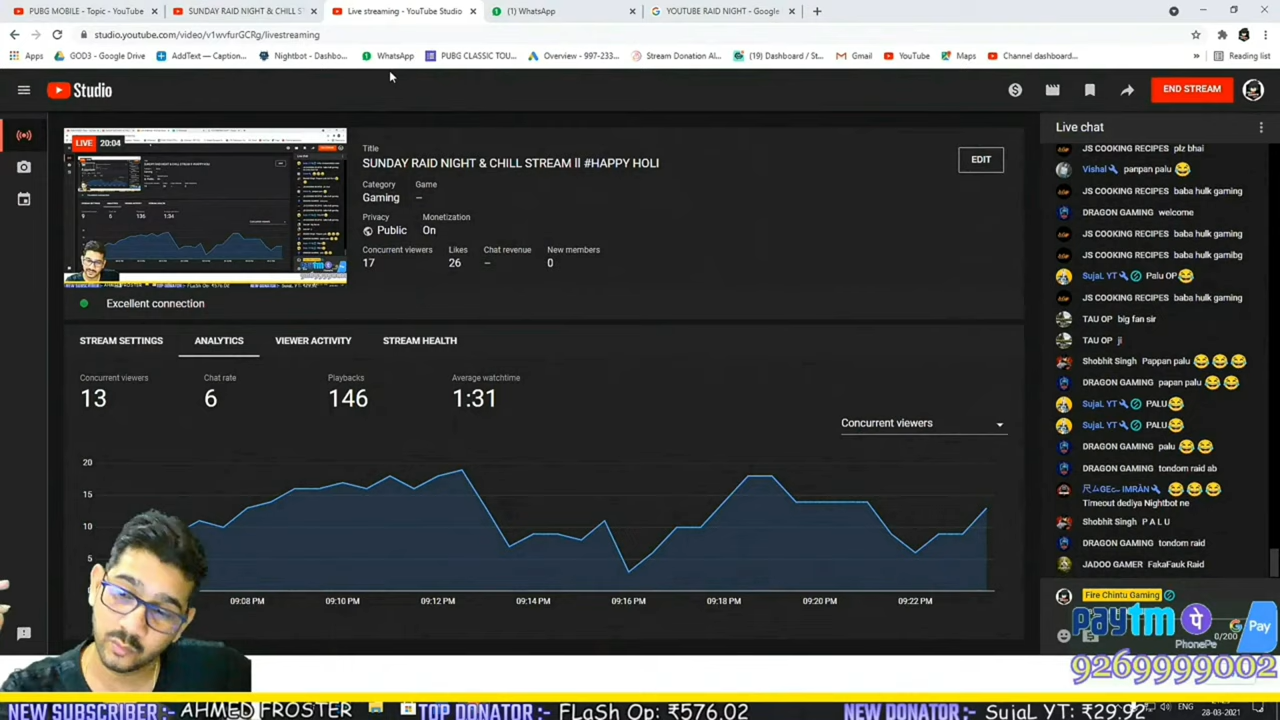 PUBG MOBILE - Topic - YouTube
SUNDAY RAID NIGHT & CHILL S
Live streaming - YouTube Studio
(1) WhatsApp
YOUTUBE RAID NIGHT - Google
studio.youtube.com/video/v1wvfurGCRg/livestreaming
Apps
GOD3 - Google Drive
AddText — Caption...
Nightbot - Dashbo...
WhatsApp
PUBG CLASSIC TOU...
Overview - 997-233...
Stream Donation Al...
(19) Dashboard / St...
Gmail
YouTube
Maps
Channel dashboard...
Reading list
Studio
END STREAM
LIVE 20:04
Title
SUNDAY RAID NIGHT & CHILL STREAM ll #HAPPY HOLI
EDIT
Category Game
Gaming –
Privacy Monetization
Public On
Concurrent viewers Likes Chat revenue New members
17 26 – 0
Excellent connection
STREAM SETTINGS
ANALYTICS
VIEWER ACTIVITY
STREAM HEALTH
Concurrent viewers Chat rate Playbacks Average watchtime
13 6 146 1:31
Concurrent viewers
20
15
10
5
09:08 PM 09:10 PM 09:12 PM 09:14 PM 09:16 PM 09:18 PM 09:20 PM 09:22 PM
Live chat
JS COOKING RECIPES plz bhai
Vishal panpan palu 😂
JS COOKING RECIPES baba hulk gaming
DRAGON GAMING welcome
JS COOKING RECIPES baba hulk gaming
JS COOKING RECIPES baba hulk gamibg
SujaL YT Palu OP 😂
JS COOKING RECIPES baba hulk gaming
TAU OP big fan sir
TAU OP ji
Shobhit Singh Pappan palu 😂 😂 😂
DRAGON GAMING papan palu 😂 😂
SujaL YT PALU 😂
SujaL YT PALU 😂
DRAGON GAMING palu 😂 😂
DRAGON GAMING tondom raid ab
😂 😂 😂
Timeout dediya Nightbot ne
Shobhit Singh P A L U
DRAGON GAMING tondom raid
JADOO GAMER FakaFauk Raid
Fire Chintu Gaming
paytm
PhonePe
G Pay
0/200
9269999002
NEW SUBSCRIBER :- AHMED FROSTER
TOP DONATOR :- FLaSh Op: ₹576.02
NEW DONATOR :- SujaL YT: ₹29.92
ENG
28-03-2021